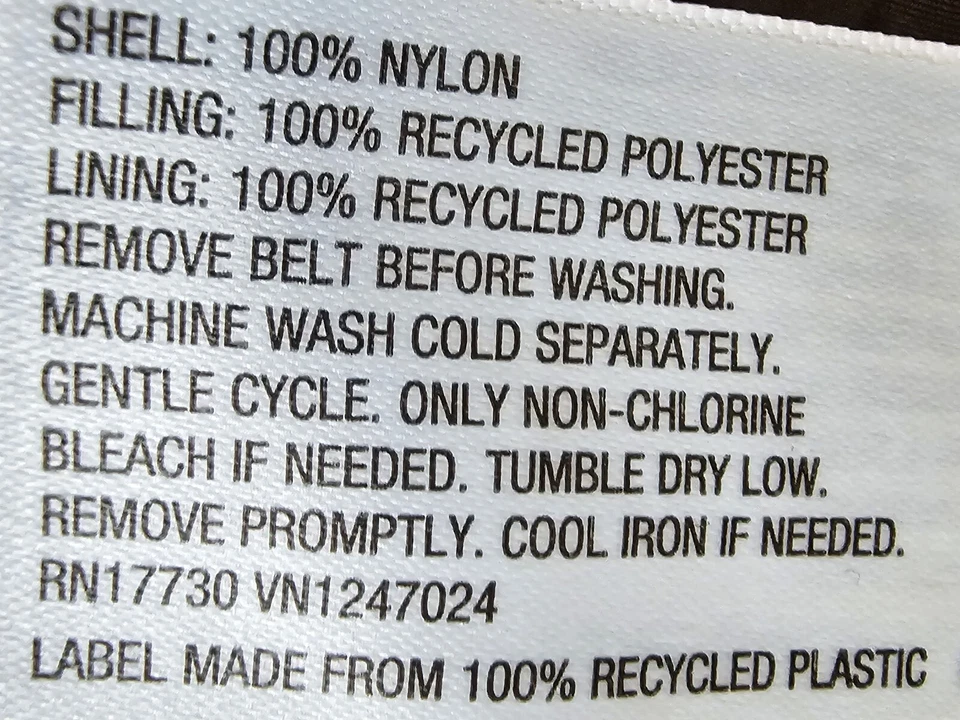 SHELL: 100% NYLON
FILLING: 100% RECYCLED POLYESTER
LINING: 100% RECYCLED POLYESTER
REMOVE BELT BEFORE WASHING.
MACHINE WASH COLD SEPARATELY.
GENTLE CYCLE. ONLY NON-CHLORINE
BLEACH IF NEEDED. TUMBLE DRY LOW.
REMOVE PROMPTLY. COOL IRON IF NEEDED.
RN17730 VN1247024
LABEL MADE FROM 100% RECYCLED PLASTIC